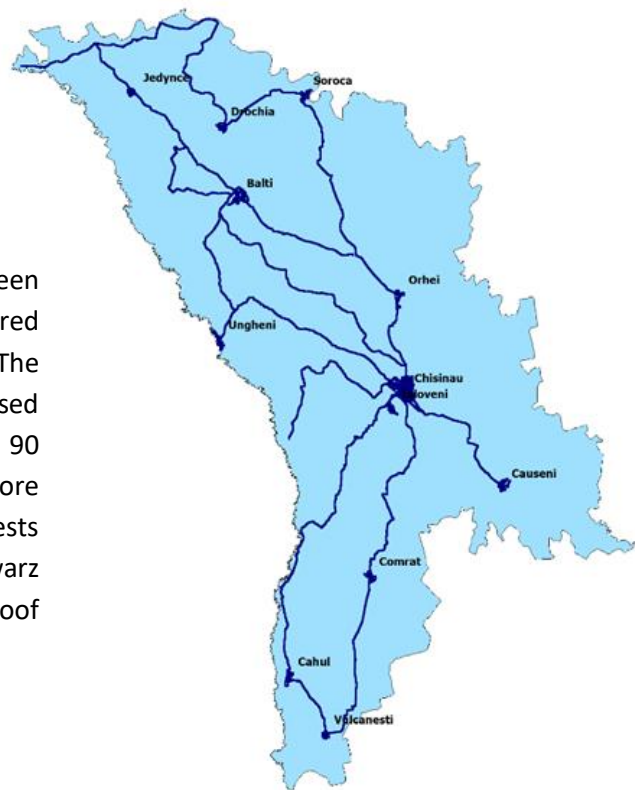 Jedynce
Soroca
Drochia
Balti
Orhei
Ungheni
Chisinau
Causeni
Comrat
Cahul
Vulcanesti
een
red
The
sed
90
ore
ests
varz
oof